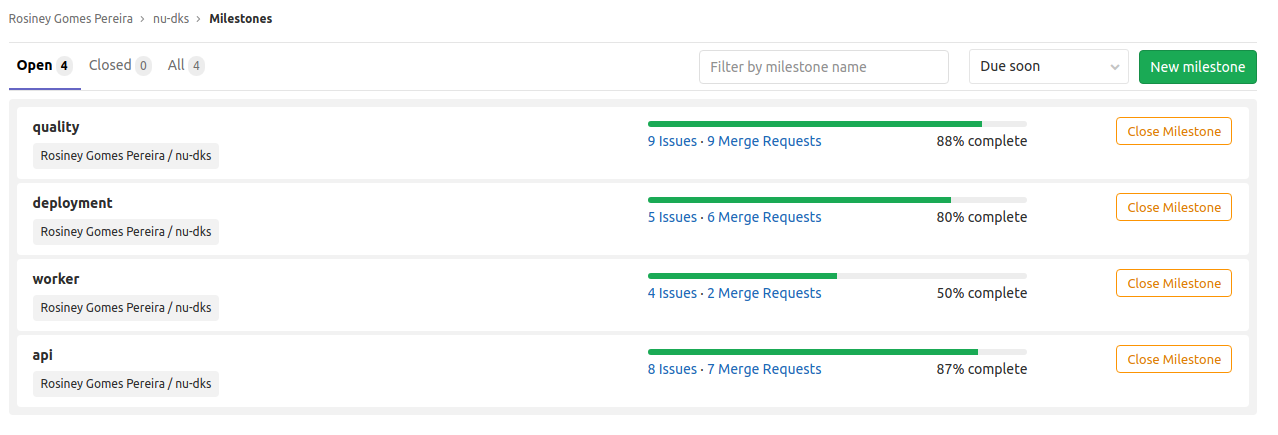 Rosiney Gomes Pereira › nu-dks › Milestones
Open 4 Closed 0 All 4 Filter by milestone name Due soon New milestone
quality 9 Issues · 9 Merge Requests 88% complete Close Milestone
Rosiney Gomes Pereira / nu-dks
deployment 5 Issues · 6 Merge Requests 80% complete Close Milestone
Rosiney Gomes Pereira / nu-dks
worker 4 Issues · 2 Merge Requests 50% complete Close Milestone
Rosiney Gomes Pereira / nu-dks
api 8 Issues · 7 Merge Requests 87% complete Close Milestone
Rosiney Gomes Pereira / nu-dks